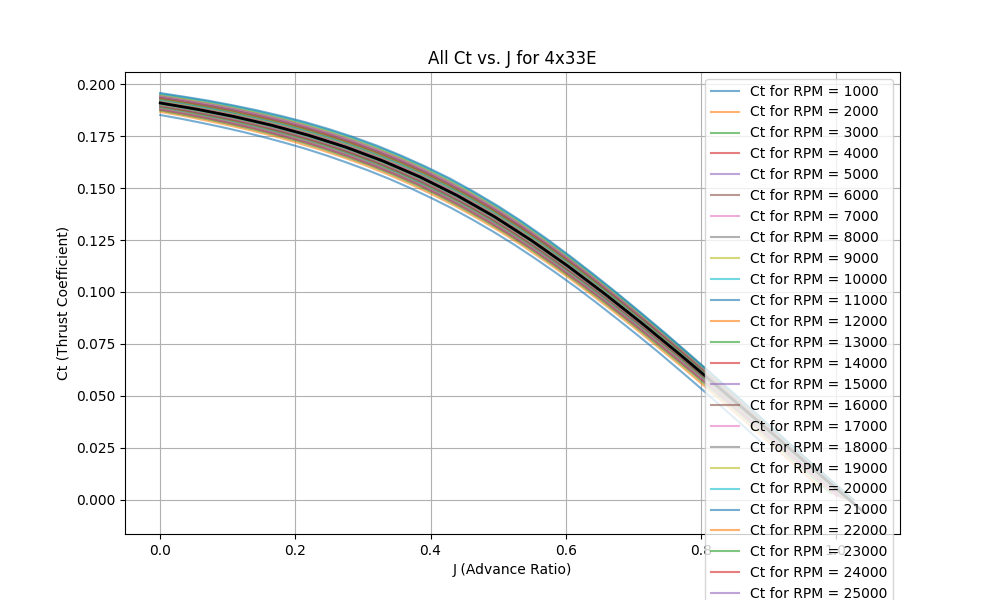 All Ct vs. J for 4x33E
Ct (Thrust Coefficient)
0.200
0.175
0.150
0.125
0.100
0.075
0.050
0.025
0.000
0.0 0.2 0.4 0.6 0.8 1.0
J (Advance Ratio)
Ct for RPM = 1000
Ct for RPM = 2000
Ct for RPM = 3000
Ct for RPM = 4000
Ct for RPM = 5000
Ct for RPM = 6000
Ct for RPM = 7000
Ct for RPM = 8000
Ct for RPM = 9000
Ct for RPM = 10000
Ct for RPM = 11000
Ct for RPM = 12000
Ct for RPM = 13000
Ct for RPM = 14000
Ct for RPM = 15000
Ct for RPM = 16000
Ct for RPM = 17000
Ct for RPM = 18000
Ct for RPM = 19000
Ct for RPM = 20000
Ct for RPM = 21000
Ct for RPM = 22000
Ct for RPM = 23000
Ct for RPM = 24000
Ct for RPM = 25000